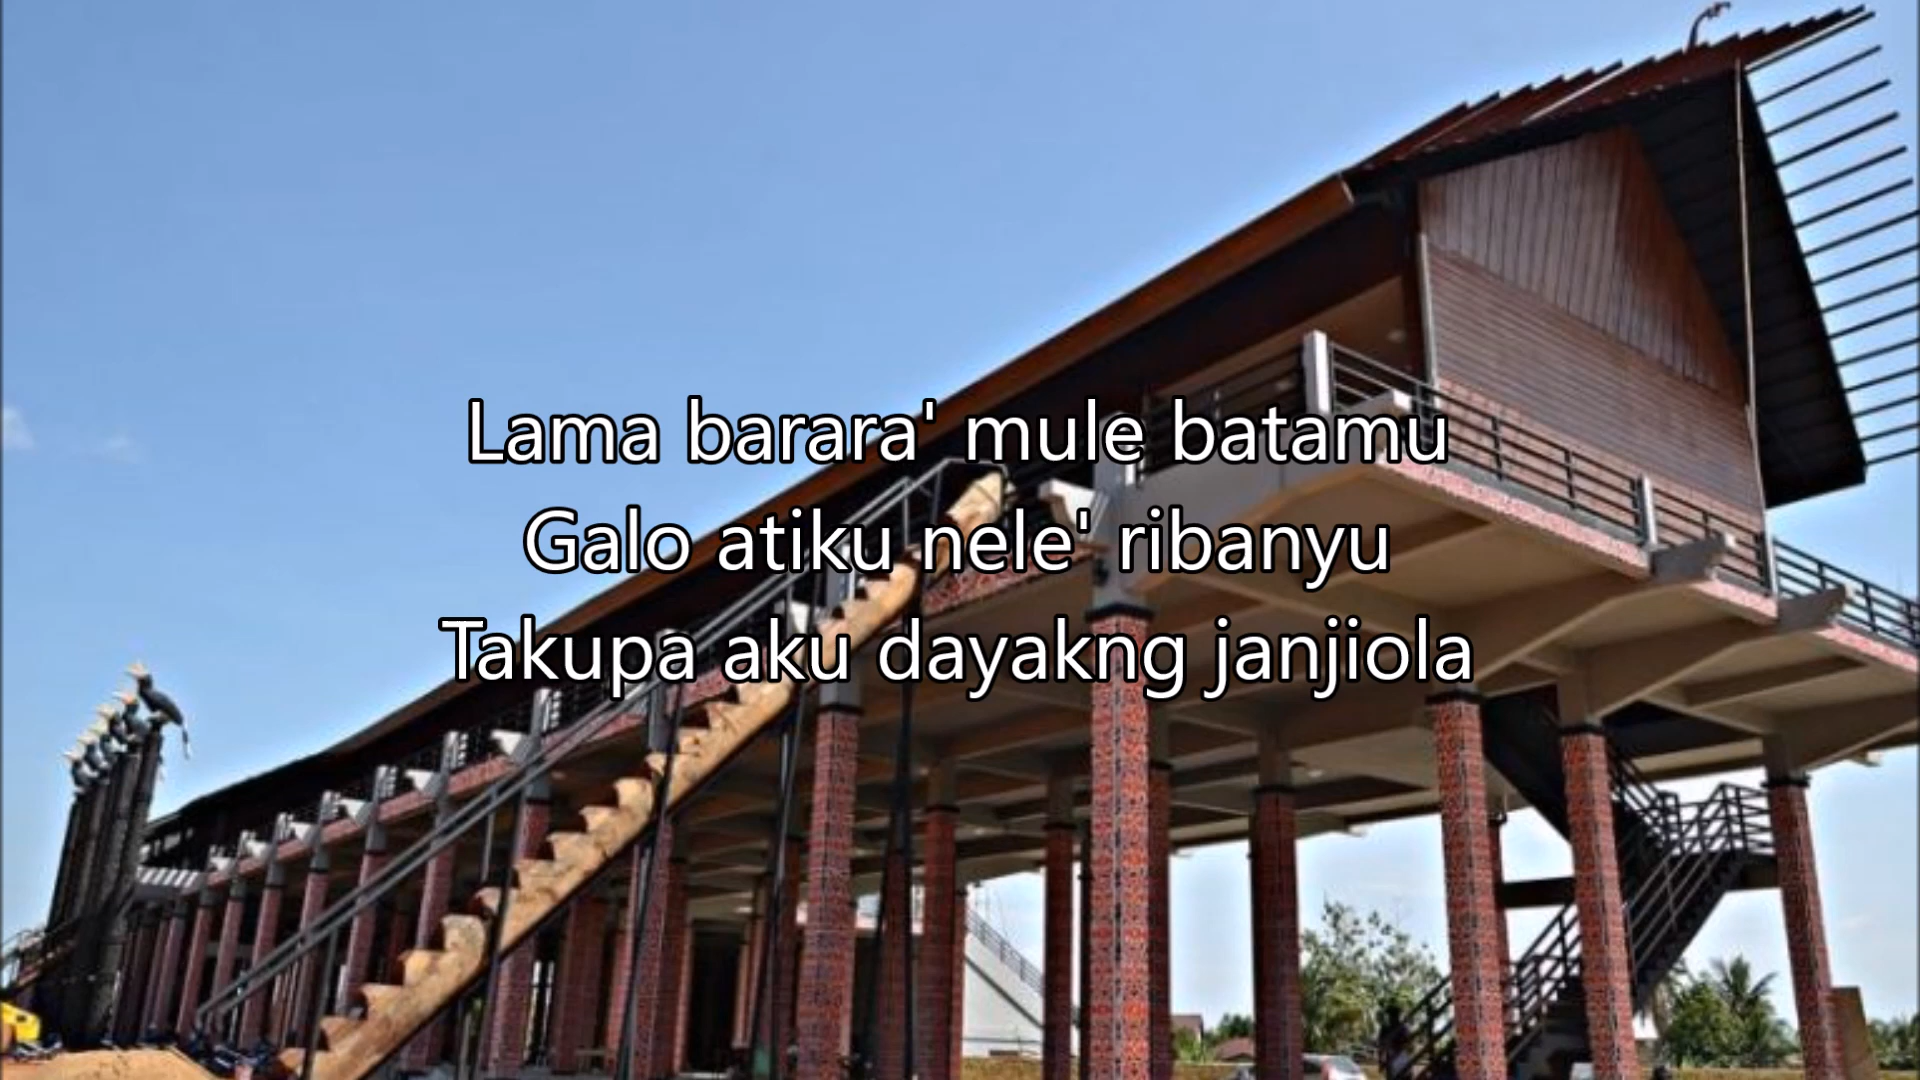 Lama barara' mule batamu
Galo atiku nele' ribanyu
Takupa aku dayakng janjiola